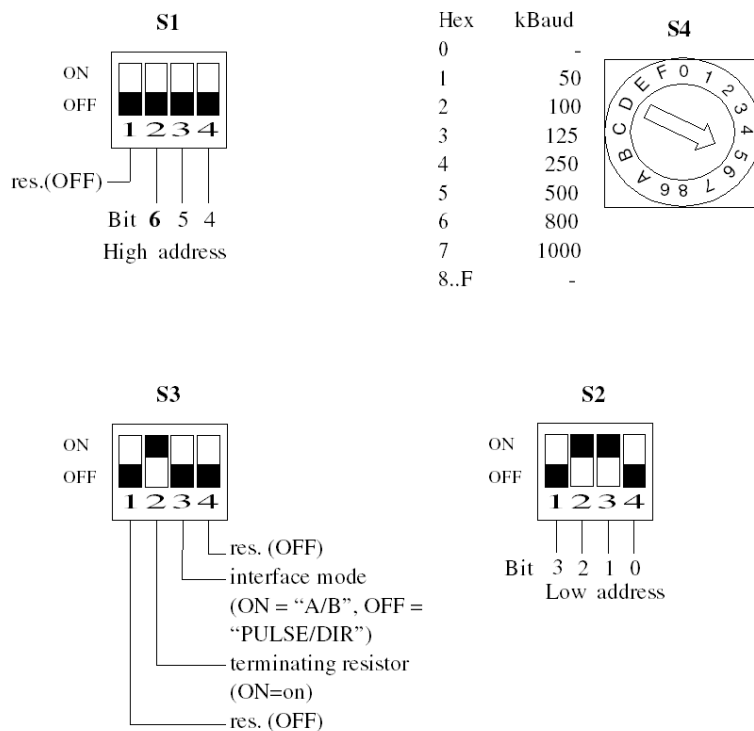 S1
ON
OFF
1 2 3 4
res.(OFF)
Bit 6 5 4
High address
Hex kBaud
0 -
1 50
2 100
3 125
4 250
5 500
6 800
7 1000
8..F -
S4
0 1 2 3 4 5 6 7 8 9 A B C D E F
S3
ON
OFF
1 2 3 4
res. (OFF)
interface mode
(ON = “A/B”, OFF =
“PULSE/DIR”)
terminating resistor
(ON=on)
res. (OFF)
S2
ON
OFF
1 2 3 4
Bit 3 2 1 0
Low address